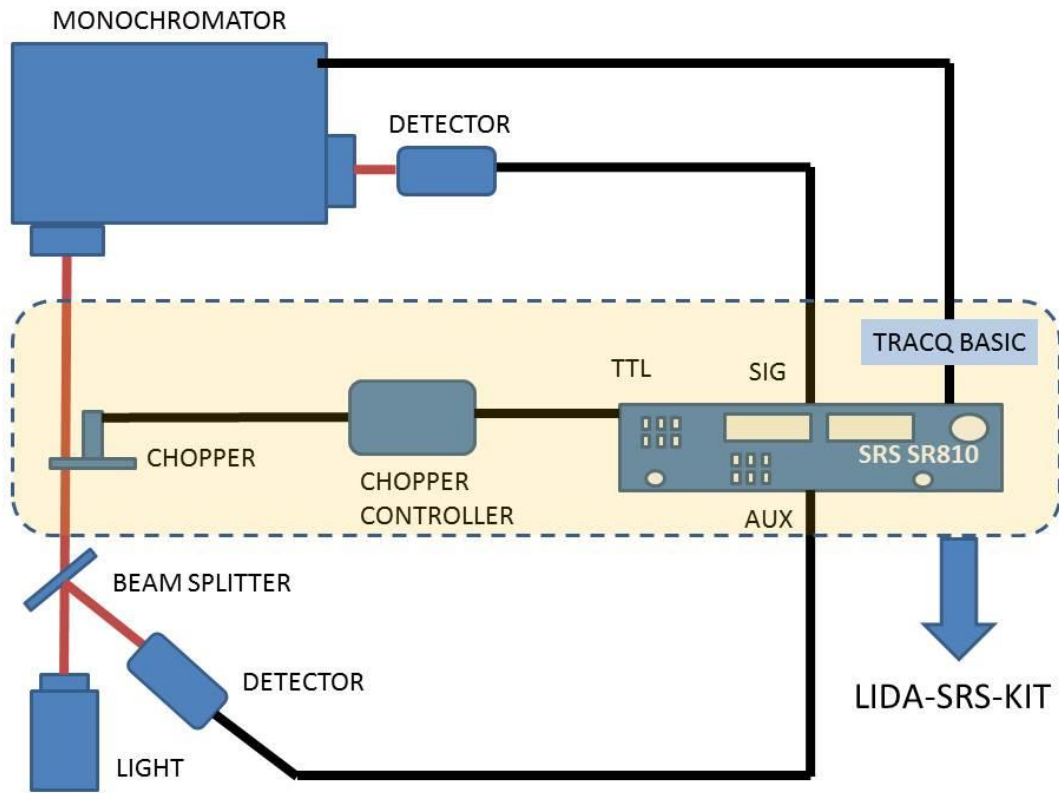 MONOCHROMATOR
DETECTOR
TRACQ BASIC
TTL
SIG
CHOPPER
CHOPPER
CONTROLLER
SRS SR810
AUX
BEAM SPLITTER
DETECTOR
LIDA-SRS-KIT
LIGHT